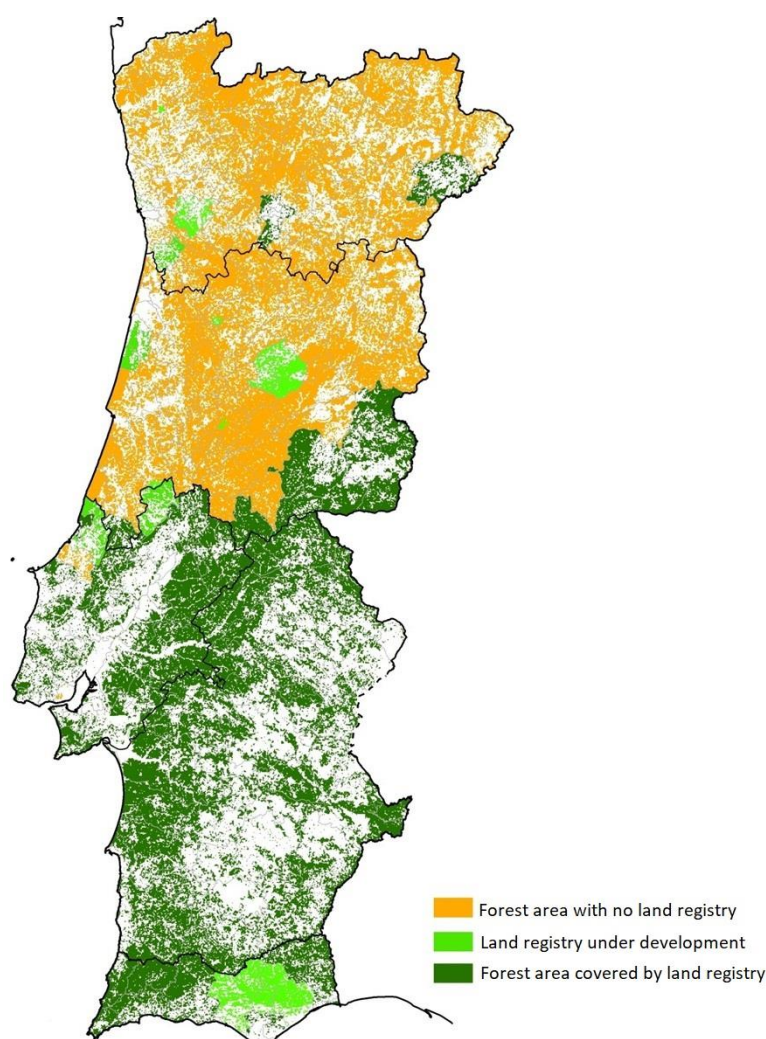 Forest area with no land registry
Land registry under development
Forest area covered by land registry